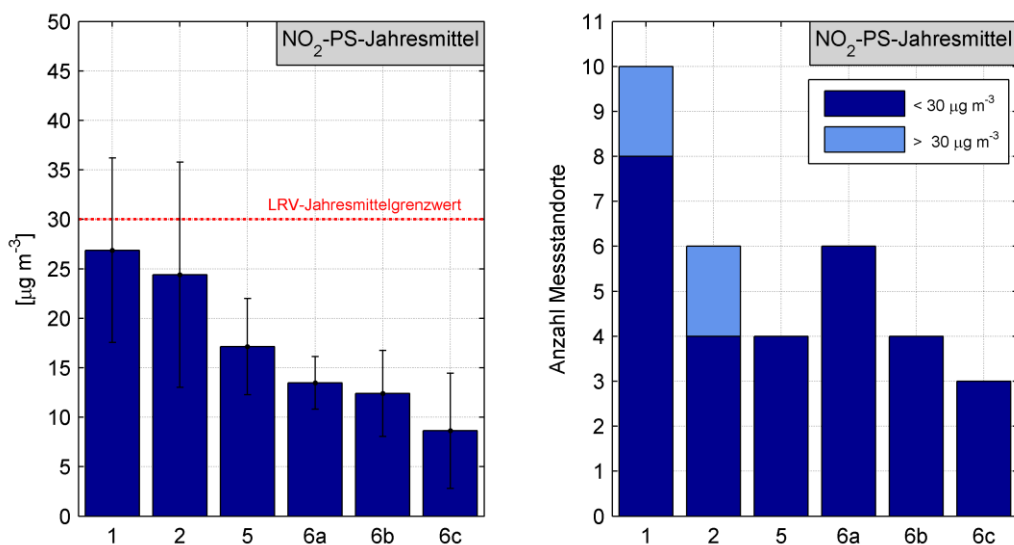 NO₂-PS-Jahresmittel
50
45
40
35
30
25
20
15
10
5
0
[µg m⁻³]
LRV-Jahresmittelgrenzwert
1 2 5 6a 6b 6c
NO₂-PS-Jahresmittel
< 30 µg m⁻³
> 30 µg m⁻³
11
10
9
8
7
6
5
4
3
2
1
0
Anzahl Messstandorte
1 2 5 6a 6b 6c